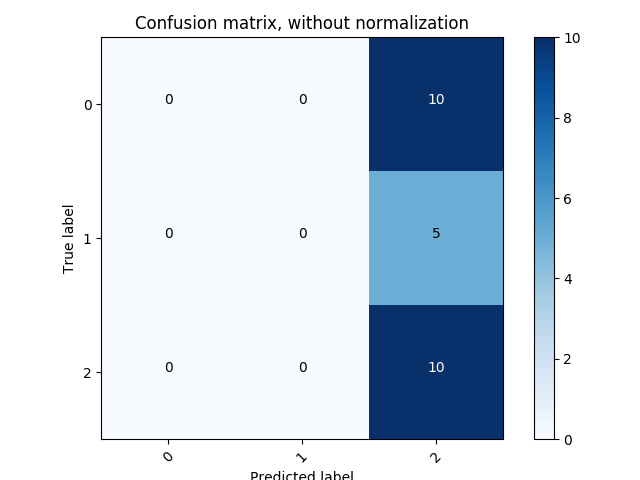 Confusion matrix, without normalization
True label
0 0 0 10
1 0 0 5
2 0 0 10
0 1 2
Predicted label
10
8
6
4
2
0